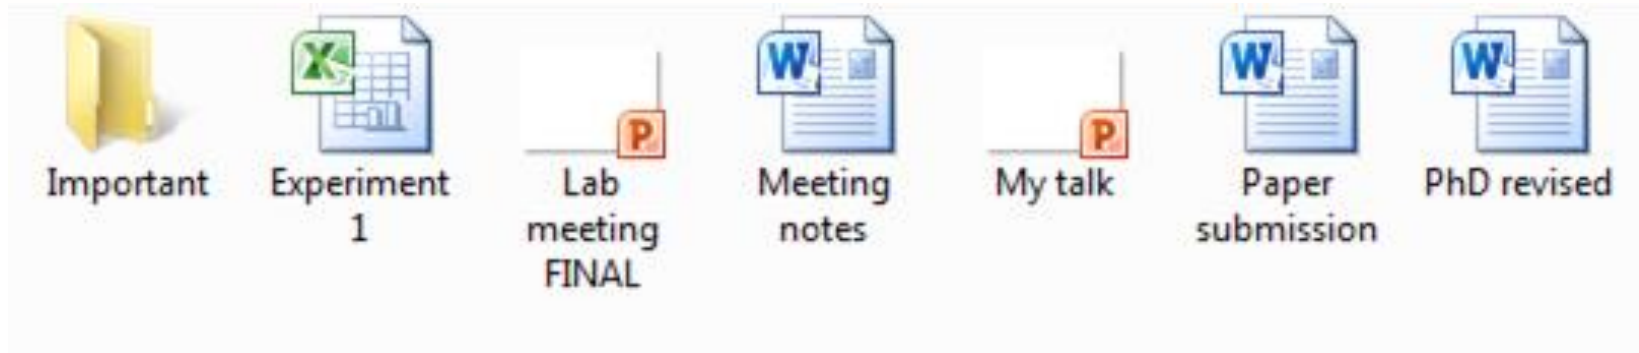 Important
Experiment
1
Lab
meeting
FINAL
Meeting
notes
My talk
Paper
submission
PhD revised